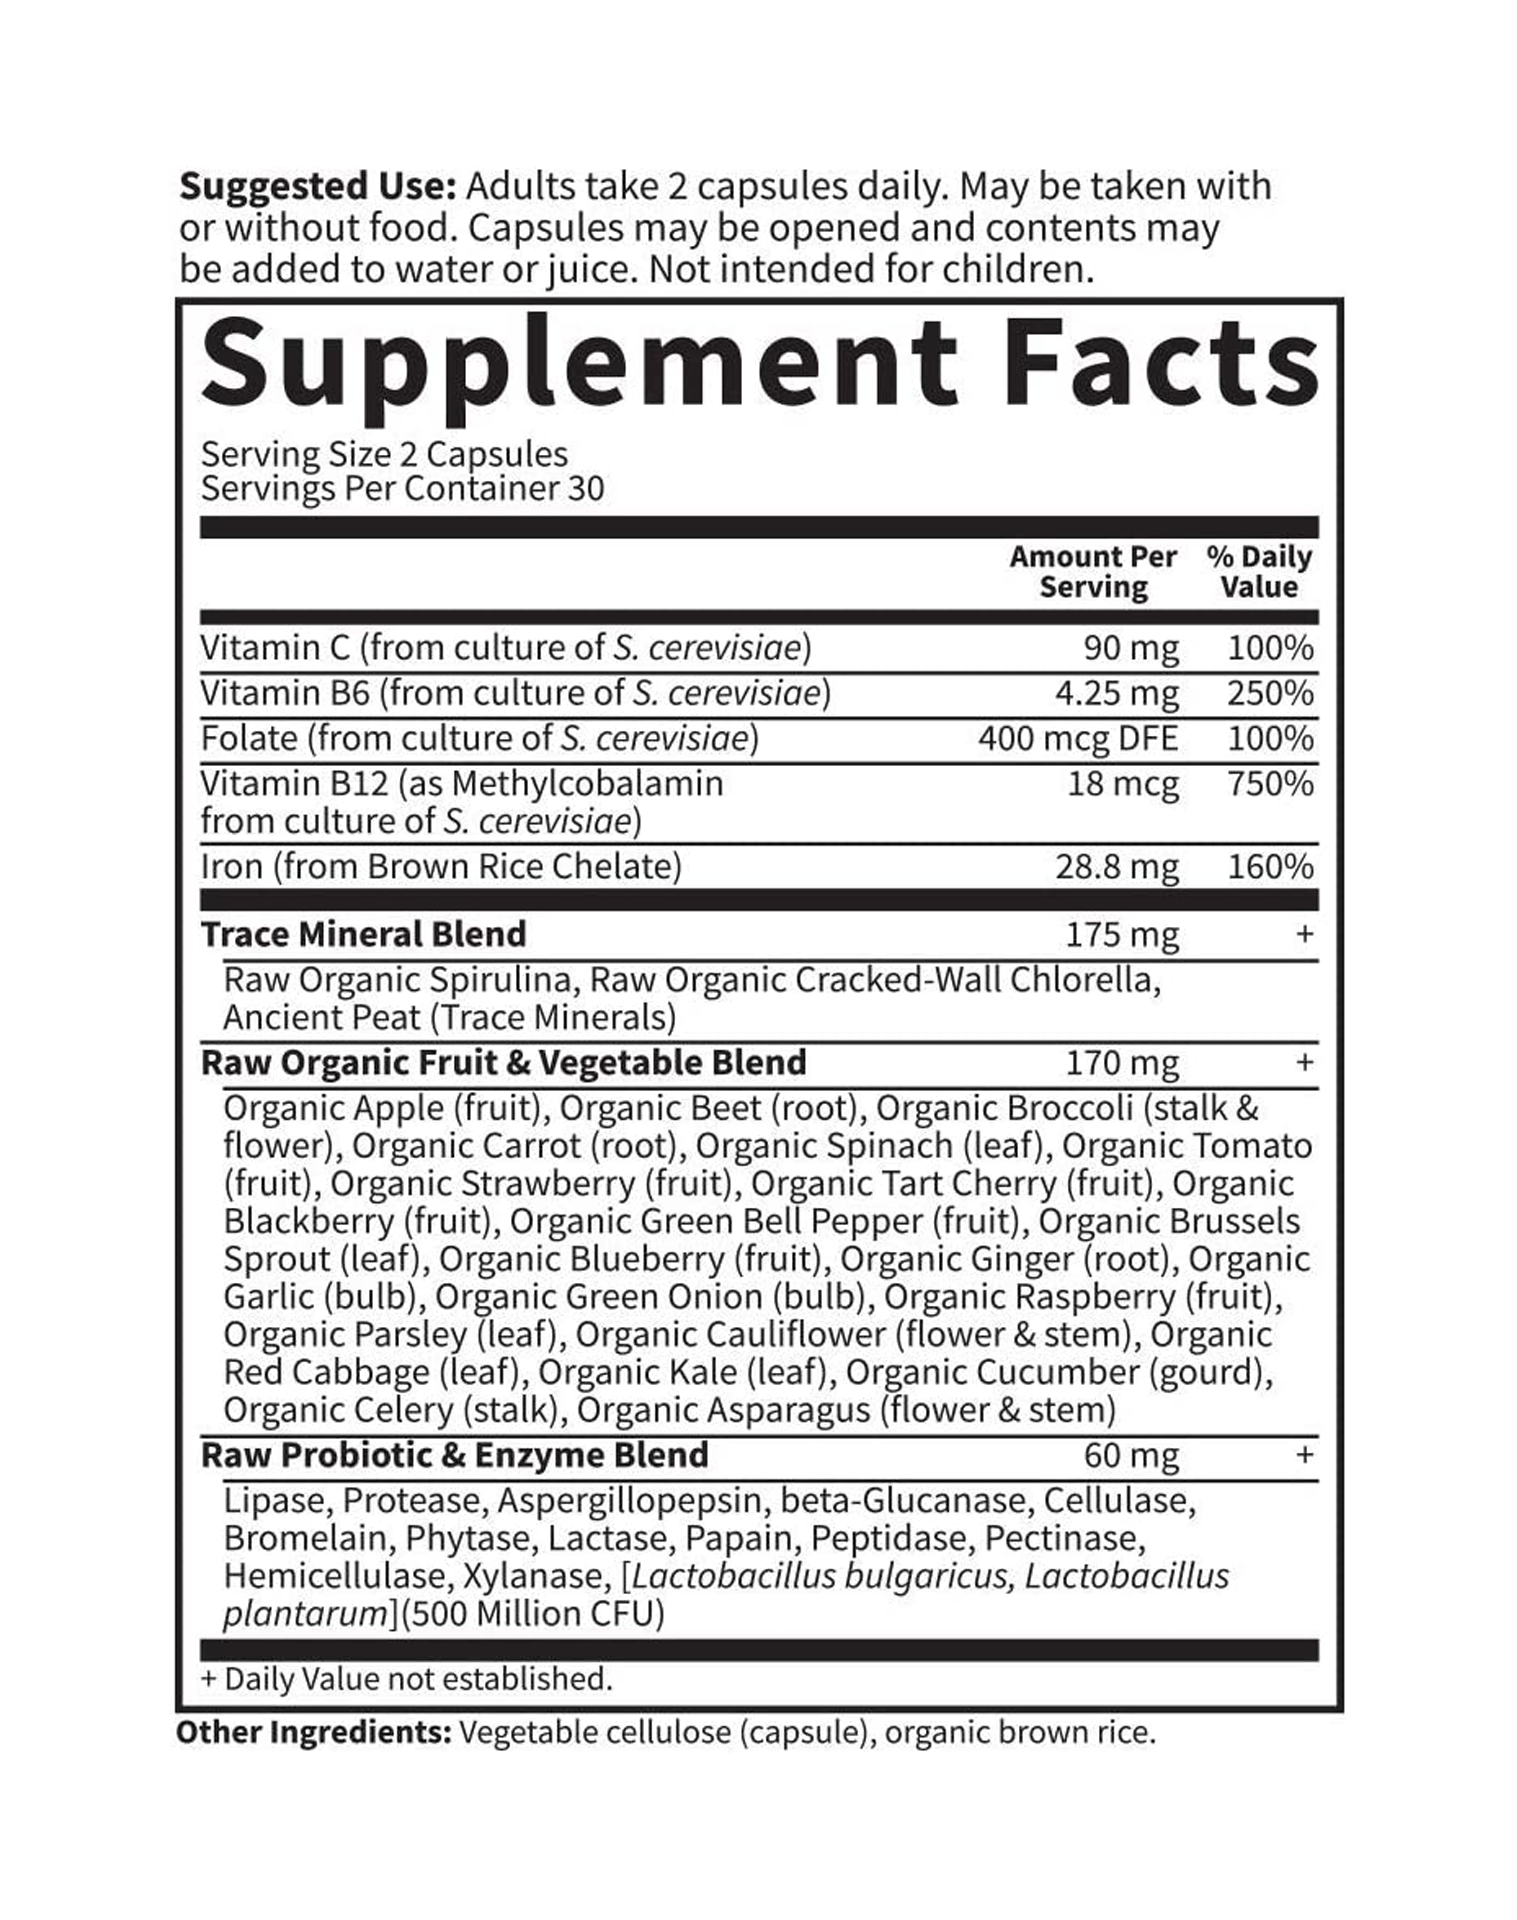 Suggested Use: Adults take 2 capsules daily. May be taken with
or without food. Capsules may be opened and contents may
be added to water or juice. Not intended for children.
Supplement Facts
Serving Size 2 Capsules
Servings Per Container 30
Amount Per % Daily
Serving Value
Vitamin C (from culture of S. cerevisiae) 90 mg 100%
Vitamin B6 (from culture of S. cerevisiae) 4.25 mg 250%
Folate (from culture of S. cerevisiae) 400 mcg DFE 100%
Vitamin B12 (as Methylcobalamin 18 mcg 750%
from culture of S. cerevisiae)
Iron (from Brown Rice Chelate) 28.8 mg 160%
Trace Mineral Blend 175 mg +
Raw Organic Spirulina, Raw Organic Cracked-Wall Chlorella,
Ancient Peat (Trace Minerals)
Raw Organic Fruit & Vegetable Blend 170 mg +
Organic Apple (fruit), Organic Beet (root), Organic Broccoli (stalk &
flower), Organic Carrot (root), Organic Spinach (leaf), Organic Tomato
(fruit), Organic Strawberry (fruit), Organic Tart Cherry (fruit), Organic
Blackberry (fruit), Organic Green Bell Pepper (fruit), Organic Brussels
Sprout (leaf), Organic Blueberry (fruit), Organic Ginger (root), Organic
Garlic (bulb), Organic Green Onion (bulb), Organic Raspberry (fruit),
Organic Parsley (leaf), Organic Cauliflower (flower & stem), Organic
Red Cabbage (leaf), Organic Kale (leaf), Organic Cucumber (gourd),
Organic Celery (stalk), Organic Asparagus (flower & stem)
Raw Probiotic & Enzyme Blend 60 mg +
Lipase, Protease, Aspergillopepsin, beta-Glucanase, Cellulase,
Bromelain, Phytase, Lactase, Papain, Peptidase, Pectinase,
Hemicellulase, Xylanase, [Lactobacillus bulgaricus, Lactobacillus
plantarum](500 Million CFU)
+ Daily Value not established.
Other Ingredients: Vegetable cellulose (capsule), organic brown rice.